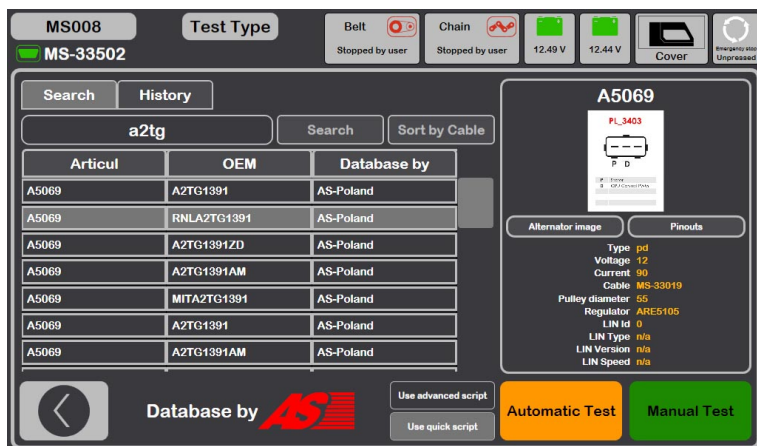 MS008
Test Type
Belt
Stopped by user
Chain
Stopped by user
12.49 V
12.44 V
Cover
Emergency stop
Unpressed
MS-33502
Search
History
a2tg
Search
Sort by Cable
Articul OEM Database by
A5069 A2TG1391 AS-Poland
A5069 RNLA2TG1391 AS-Poland
A5069 A2TG1391ZD AS-Poland
A5069 A2TG1391AM AS-Poland
A5069 MITA2TG1391 AS-Poland
A5069 A2TG1391 AS-Poland
A5069 A2TG1391AM AS-Poland
Database by AS
Use advanced script
Use quick script
A5069
PL_3403
P D
Alternator image
Pinouts
Type pd
Voltage 12
Current 90
Cable MS-33019
Pulley diameter 55
Regulator ARE5105
LIN Id 0
LIN Type n/a
LIN Version n/a
LIN Speed n/a
Automatic Test
Manual Test